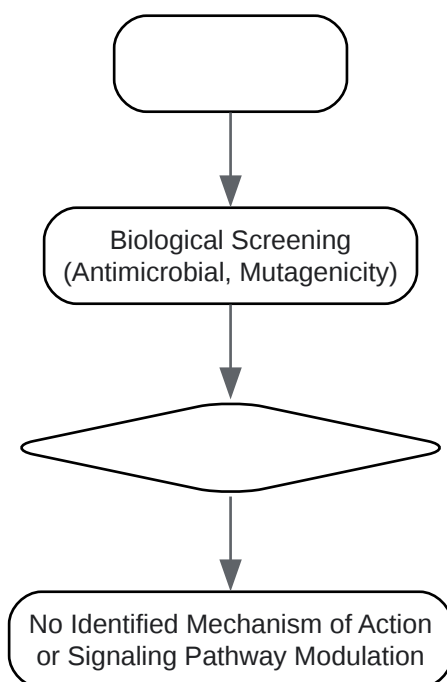 Biological Screening
(Antimicrobial, Mutagenicity)
No Identified Mechanism of Action
or Signaling Pathway Modulation